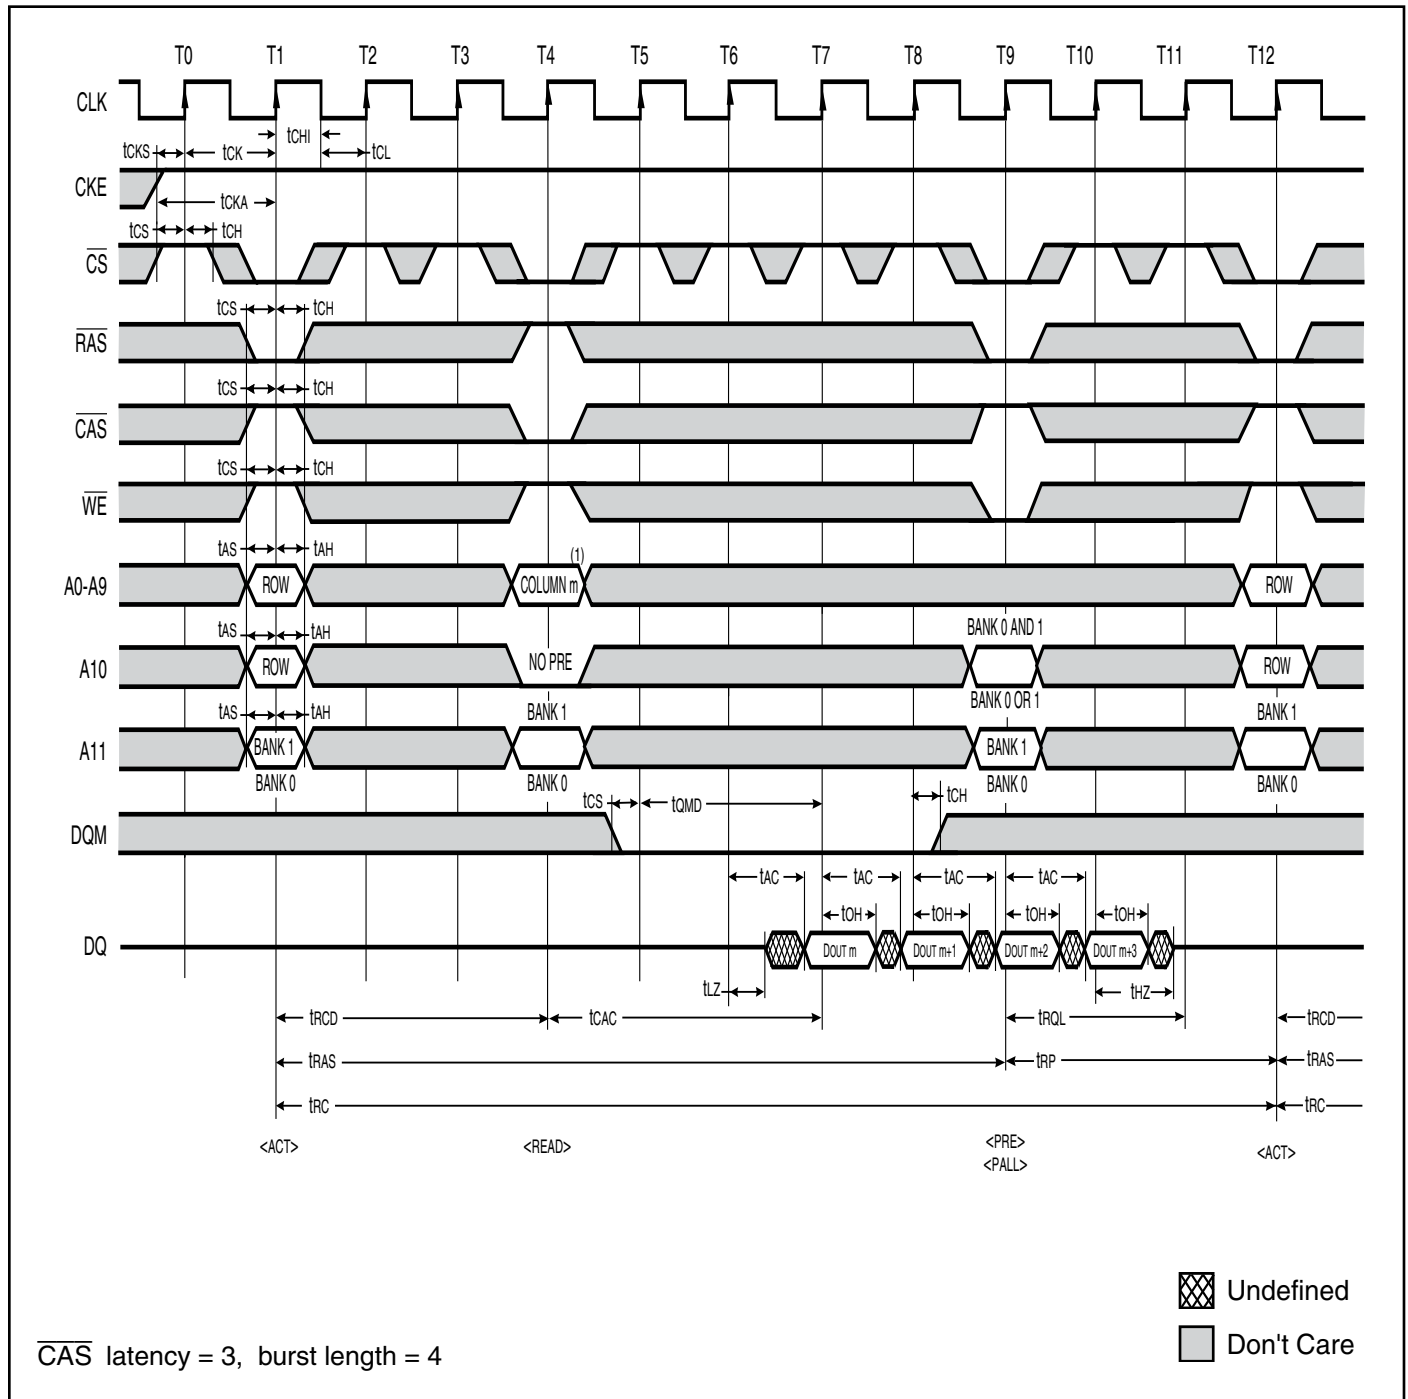 T0 T1 T2 T3 T4 T5 T6 T7 T8 T9 T10 T11 T12
CLK
tCHI
tCKS tCK tCL
CKE
tCKA
tCS tCH
CS
tCS tCH
RAS
tCS tCH
CAS
tCS tCH
WE
tAS tAH (1)
A0-A9 ROW COLUMN m ROW
tAS tAH BANK 0 AND 1
A10 ROW NO PRE ROW
BANK 0 OR 1
tAS tAH BANK 1 BANK 1
A11 BANK 1 BANK 1
BANK 0 BANK 0 BANK 0 BANK 0
tCS tQMD tCH
DQM
tAC tAC tAC tAC
tOH tOH tOH tOH
DQ DOUT m DOUT m+1 DOUT m+2 DOUT m+3
tLZ tHZ
tRCD tCAC tRQL tRCD
tRAS tRP tRAS
tRC tRC
<ACT> <READ> <PRE> <ACT>
<PALL>
Undefined
Don't Care
CAS latency = 3, burst length = 4